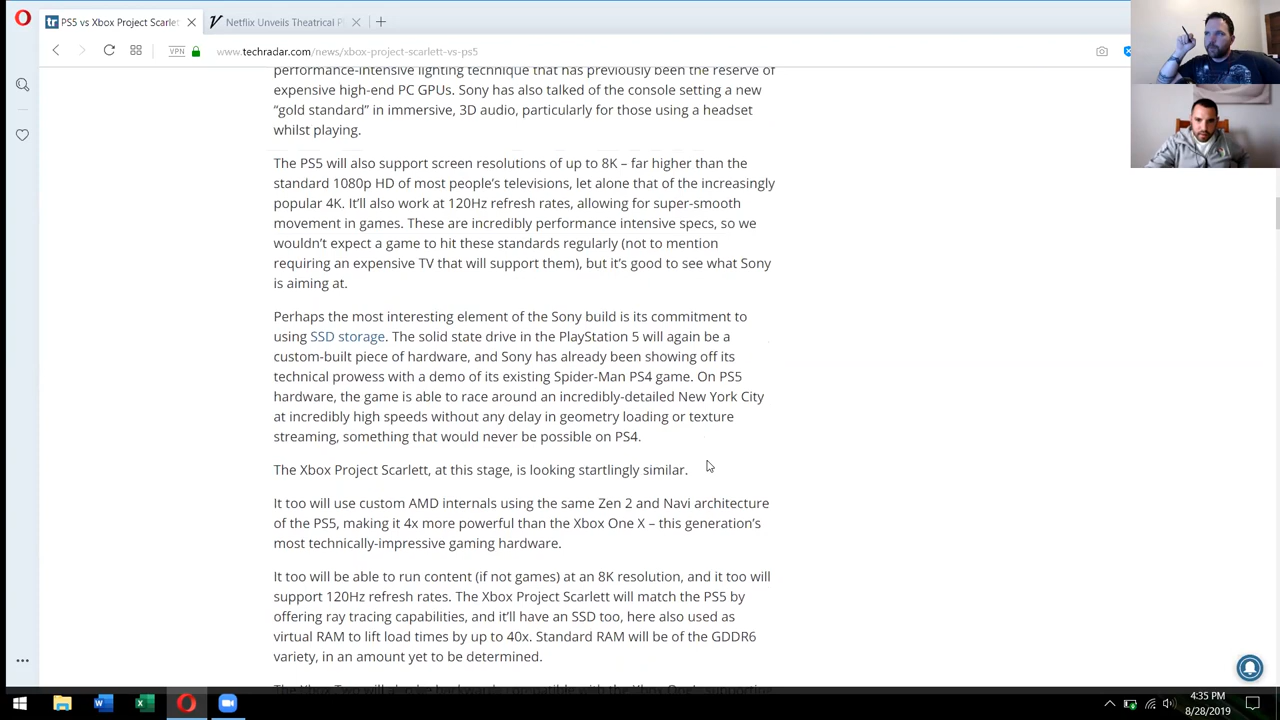 PS5 vs Xbox Project Scarlet
Netflix Unveils Theatrical P
VPN
www.techradar.com/news/xbox-project-scarlett-vs-ps5
performance-intensive lighting technique that has previously been the reserve of
expensive high-end PC GPUs. Sony has also talked of the console setting a new
“gold standard” in immersive, 3D audio, particularly for those using a headset
whilst playing.
The PS5 will also support screen resolutions of up to 8K – far higher than the
standard 1080p HD of most people’s televisions, let alone that of the increasingly
popular 4K. It’ll also work at 120Hz refresh rates, allowing for super-smooth
movement in games. These are incredibly performance intensive specs, so we
wouldn’t expect a game to hit these standards regularly (not to mention
requiring an expensive TV that will support them), but it’s good to see what Sony
is aiming at.
Perhaps the most interesting element of the Sony build is its commitment to
using SSD storage. The solid state drive in the PlayStation 5 will again be a
custom-built piece of hardware, and Sony has already been showing off its
technical prowess with a demo of its existing Spider-Man PS4 game. On PS5
hardware, the game is able to race around an incredibly-detailed New York City
at incredibly high speeds without any delay in geometry loading or texture
streaming, something that would never be possible on PS4.
The Xbox Project Scarlett, at this stage, is looking startlingly similar.
It too will use custom AMD internals using the same Zen 2 and Navi architecture
of the PS5, making it 4x more powerful than the Xbox One X – this generation’s
most technically-impressive gaming hardware.
It too will be able to run content (if not games) at an 8K resolution, and it too will
support 120Hz refresh rates. The Xbox Project Scarlett will match the PS5 by
offering ray tracing capabilities, and it’ll have an SSD too, here also used as
virtual RAM to lift load times by up to 40x. Standard RAM will be of the GDDR6
variety, in an amount yet to be determined.
The Xbox Two will also be backwards compatible with the Xbox One’s supporting
4:35 PM
8/28/2019